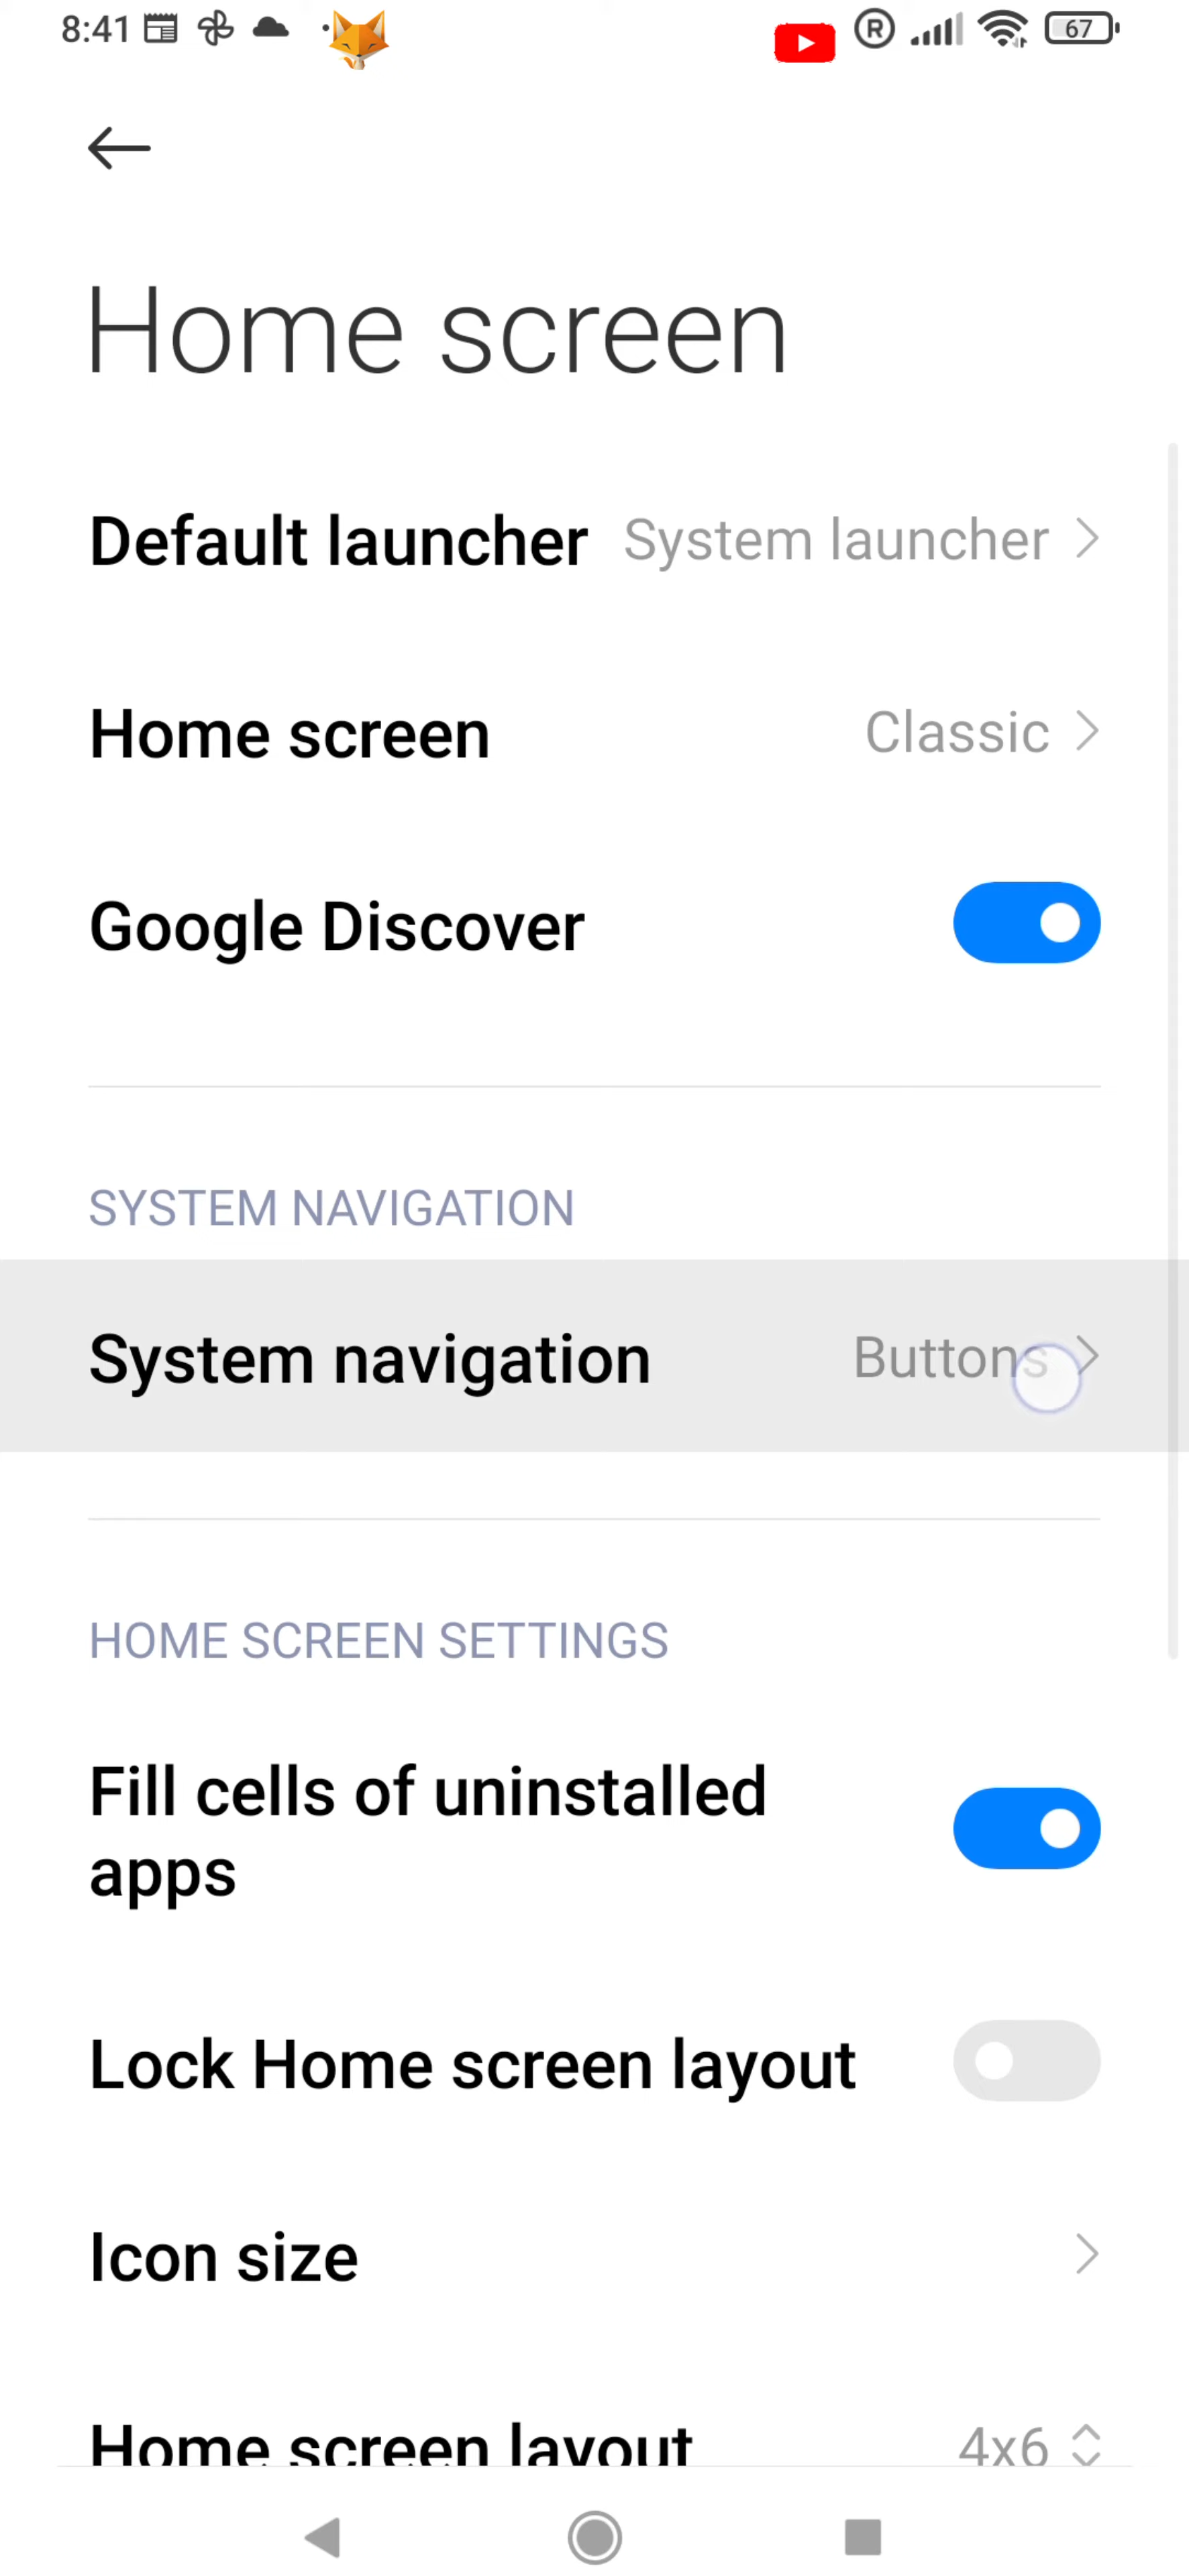 8:41 R 67
Home screen
Default launcher System launcher
Home screen Classic
Google Discover
SYSTEM NAVIGATION
System navigation Buttons
HOME SCREEN SETTINGS
Fill cells of uninstalled
apps
Lock Home screen layout
Icon size
Home screen layout 4x6